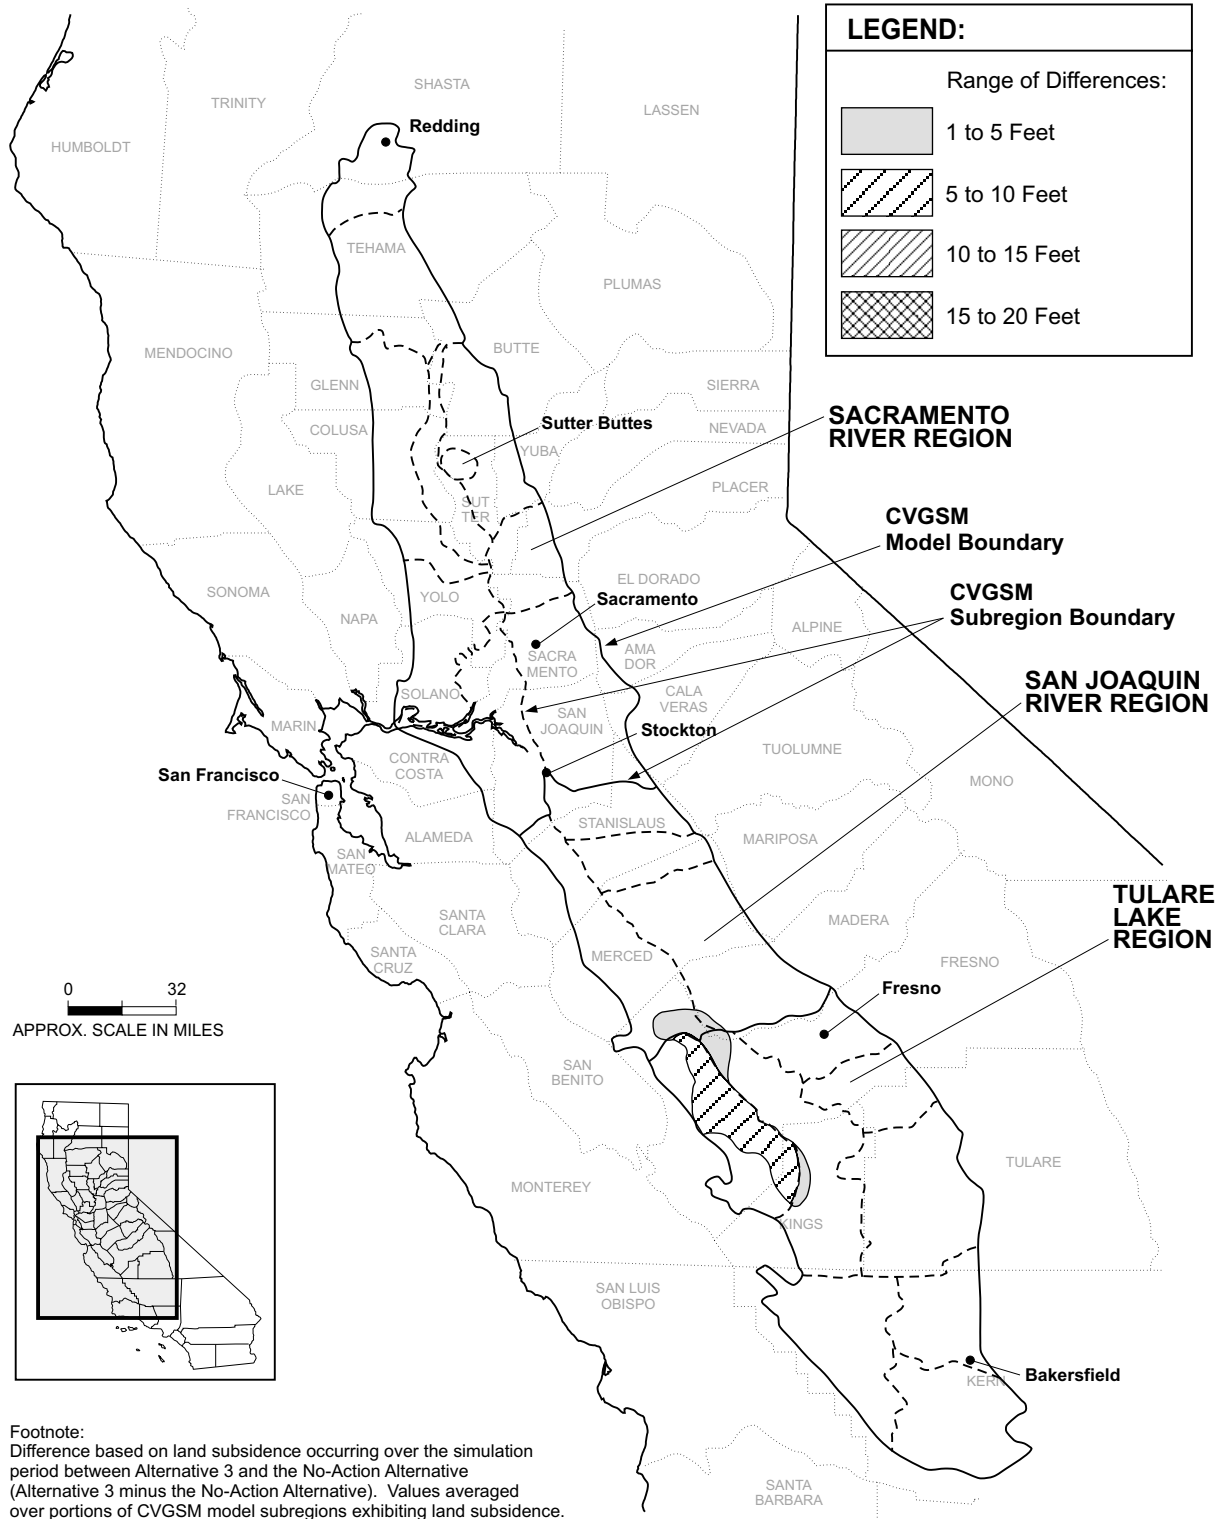 LEGEND:
Range of Differences:
1 to 5 Feet
5 to 10 Feet
10 to 15 Feet
15 to 20 Feet
SHASTA
TRINITY
LASSEN
HUMBOLDT
Redding
TEHAMA
PLUMAS
MENDOCINO
BUTTE
GLENN
SIERRA
COLUSA
Sutter Buttes
NEVADA
SACRAMENTO
RIVER REGION
YUBA
LAKE
PLACER
SUT
TER
CVGSM
Model Boundary
SONOMA
EL DORADO
YOLO
Sacramento
CVGSM
Subregion Boundary
NAPA
ALPINE
AMA
DOR
SACRA
MENTO
SOLANO
CALA
VERAS
SAN JOAQUIN
RIVER REGION
MARIN
SAN
JOAQUIN
Stockton
TUOLUMNE
CONTRA
COSTA
San Francisco
MONO
SAN
FRANCISCO
STANISLAUS
ALAMEDA
MARIPOSA
SAN
MATEO
TULARE
LAKE
REGION
SANTA
CLARA
MADERA
SANTA
CRUZ
MERCED
FRESNO
Fresno
0 32
APPROX. SCALE IN MILES
SAN
BENITO
TULARE
MONTEREY
KINGS
SAN LUIS
OBISPO
Bakersfield
KERN
SANTA
BARBARA
Footnote:
Difference based on land subsidence occurring over the simulation
period between Alternative 3 and the No-Action Alternative
(Alternative 3 minus the No-Action Alternative). Values averaged
over portions of CVGSM model subregions exhibiting land subsidence.